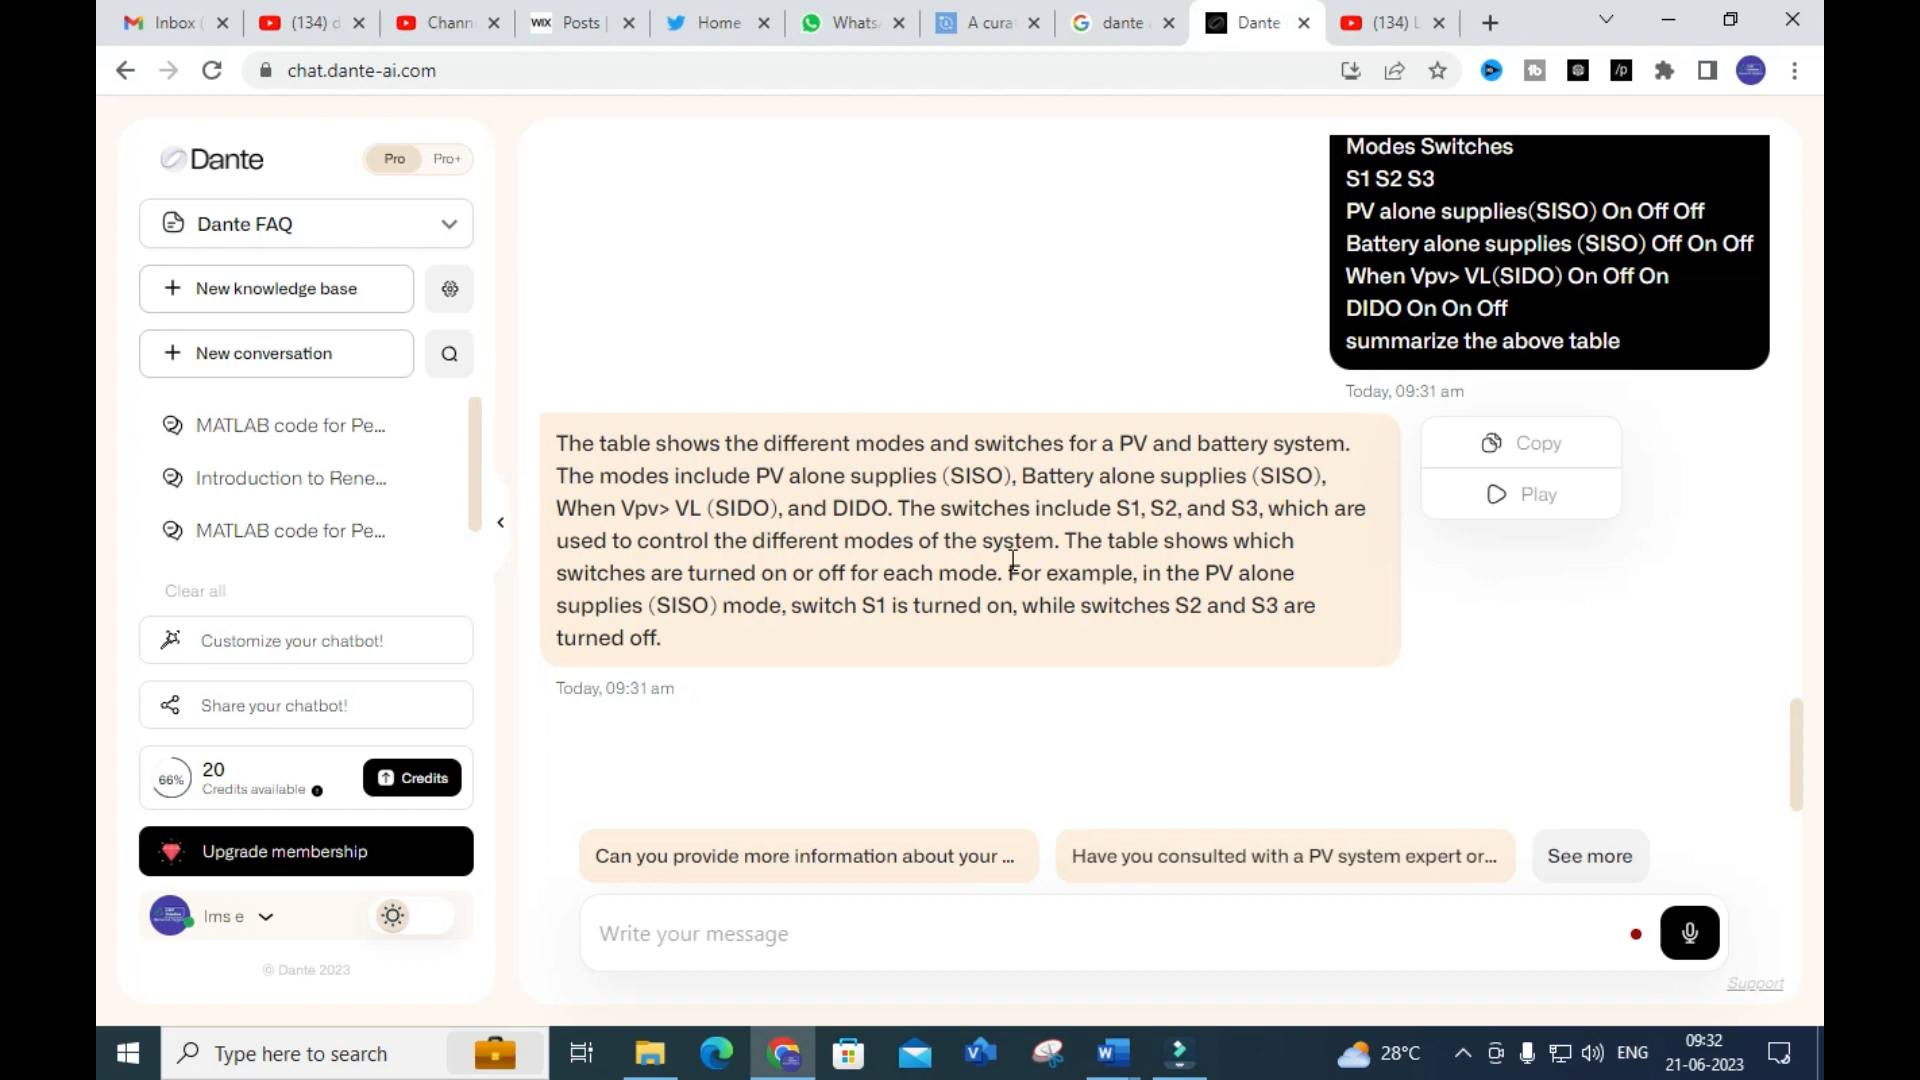 Inbox (
(134) d
Chann
WIX
Posts |
Home
Whats
A cura
dante
Dante
(134) L
chat.dante-ai.com
Dante
Pro
Pro+
Dante FAQ
New knowledge base
New conversation
MATLAB code for Pe...
Introduction to Rene...
MATLAB code for Pe...
Clear all
Customize your chatbot!
Share your chatbot!
66%
20
Credits available
Credits
Upgrade membership
lms e
© Dante 2023
Modes Switches
S1 S2 S3
PV alone supplies(SISO) On Off Off
Battery alone supplies (SISO) Off On Off
When Vpv> VL(SIDO) On Off On
DIDO On On Off
summarize the above table
Today, 09:31 am
The table shows the different modes and switches for a PV and battery system.
The modes include PV alone supplies (SISO), Battery alone supplies (SISO),
When Vpv> VL (SIDO), and DIDO. The switches include S1, S2, and S3, which are
used to control the different modes of the system. The table shows which
switches are turned on or off for each mode. For example, in the PV alone
supplies (SISO) mode, switch S1 is turned on, while switches S2 and S3 are
turned off.
Copy
Play
Today, 09:31 am
Can you provide more information about your ...
Have you consulted with a PV system expert or...
See more
Write your message
Support
Type here to search
28°C
ENG
09:32
21-06-2023